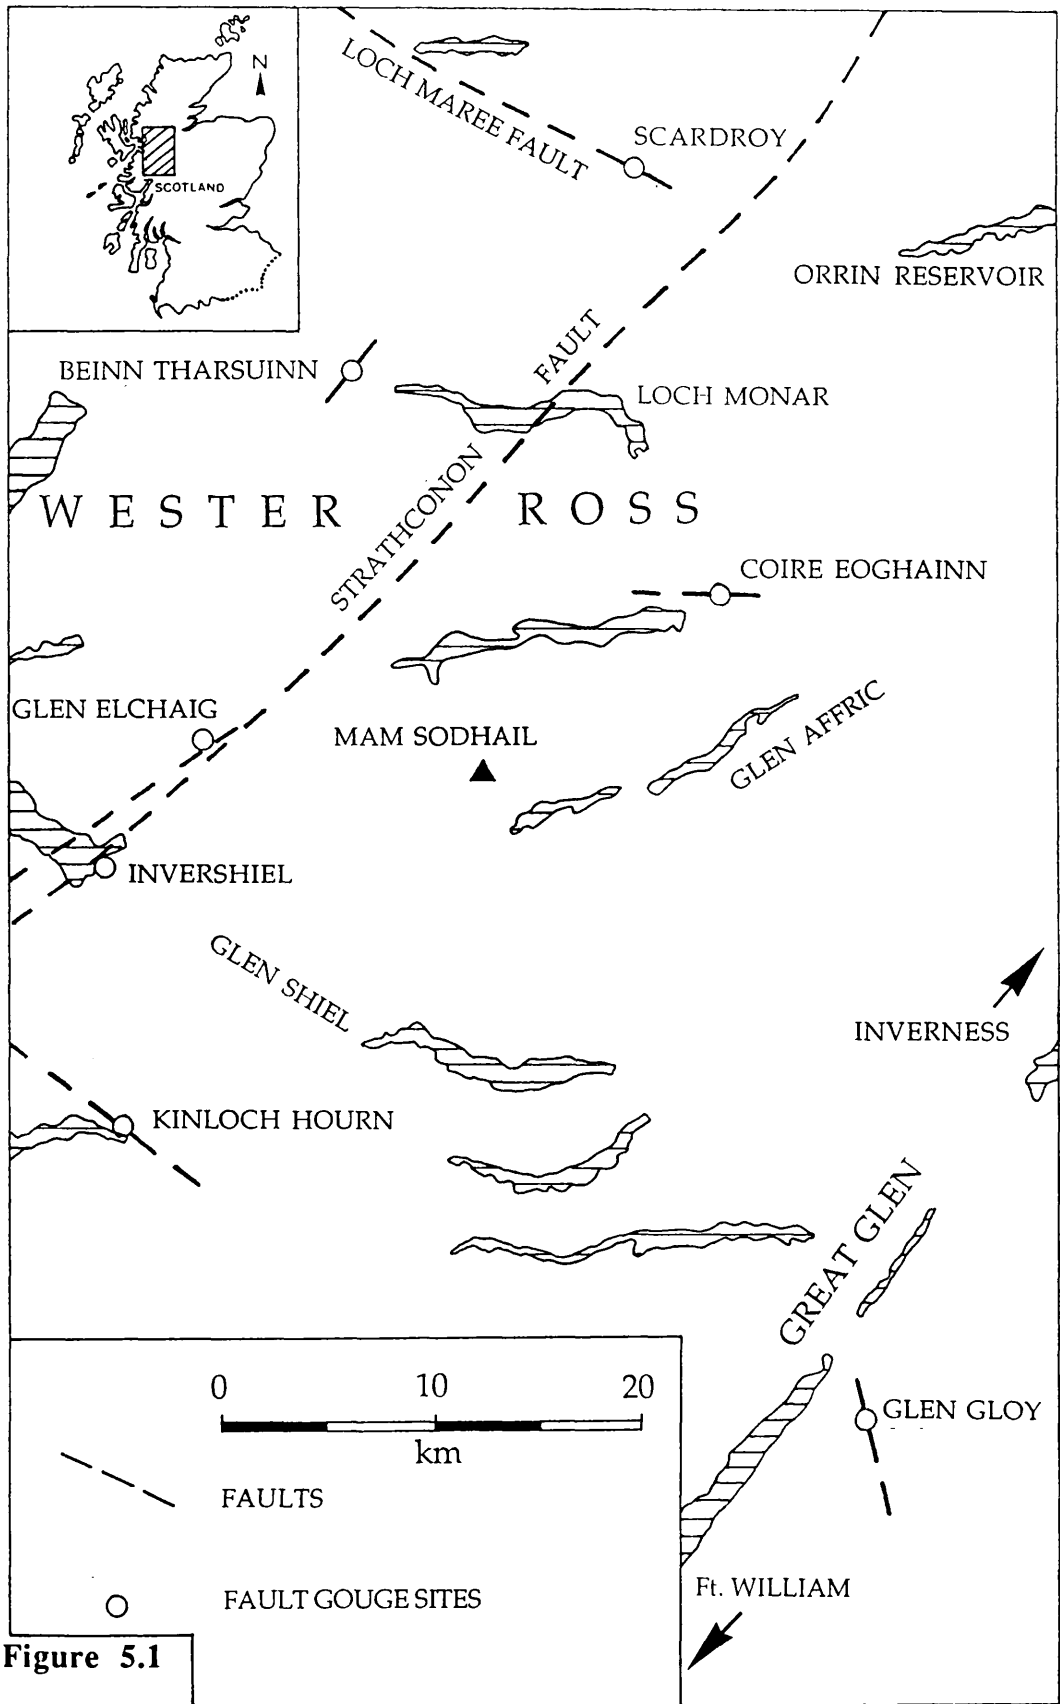 N
SCOTLAND
LOCH MAREE FAULT
SCARDROY
ORRIN RESERVOIR
BEINN THARSUINN
STRATHCONON FAULT
LOCH MONAR
WESTER ROSS
COIRE EOGHAINN
GLEN ELCHAIG
MAM SODHAIL
GLEN AFFRIC
INVERSHIEL
GLEN SHIEL
INVERNESS
KINLOCH HOURN
GREAT GLEN
GLEN GLOY
0 10 20
km
FAULTS
FAULT GOUGE SITES
Ft. WILLIAM
Figure 5.1